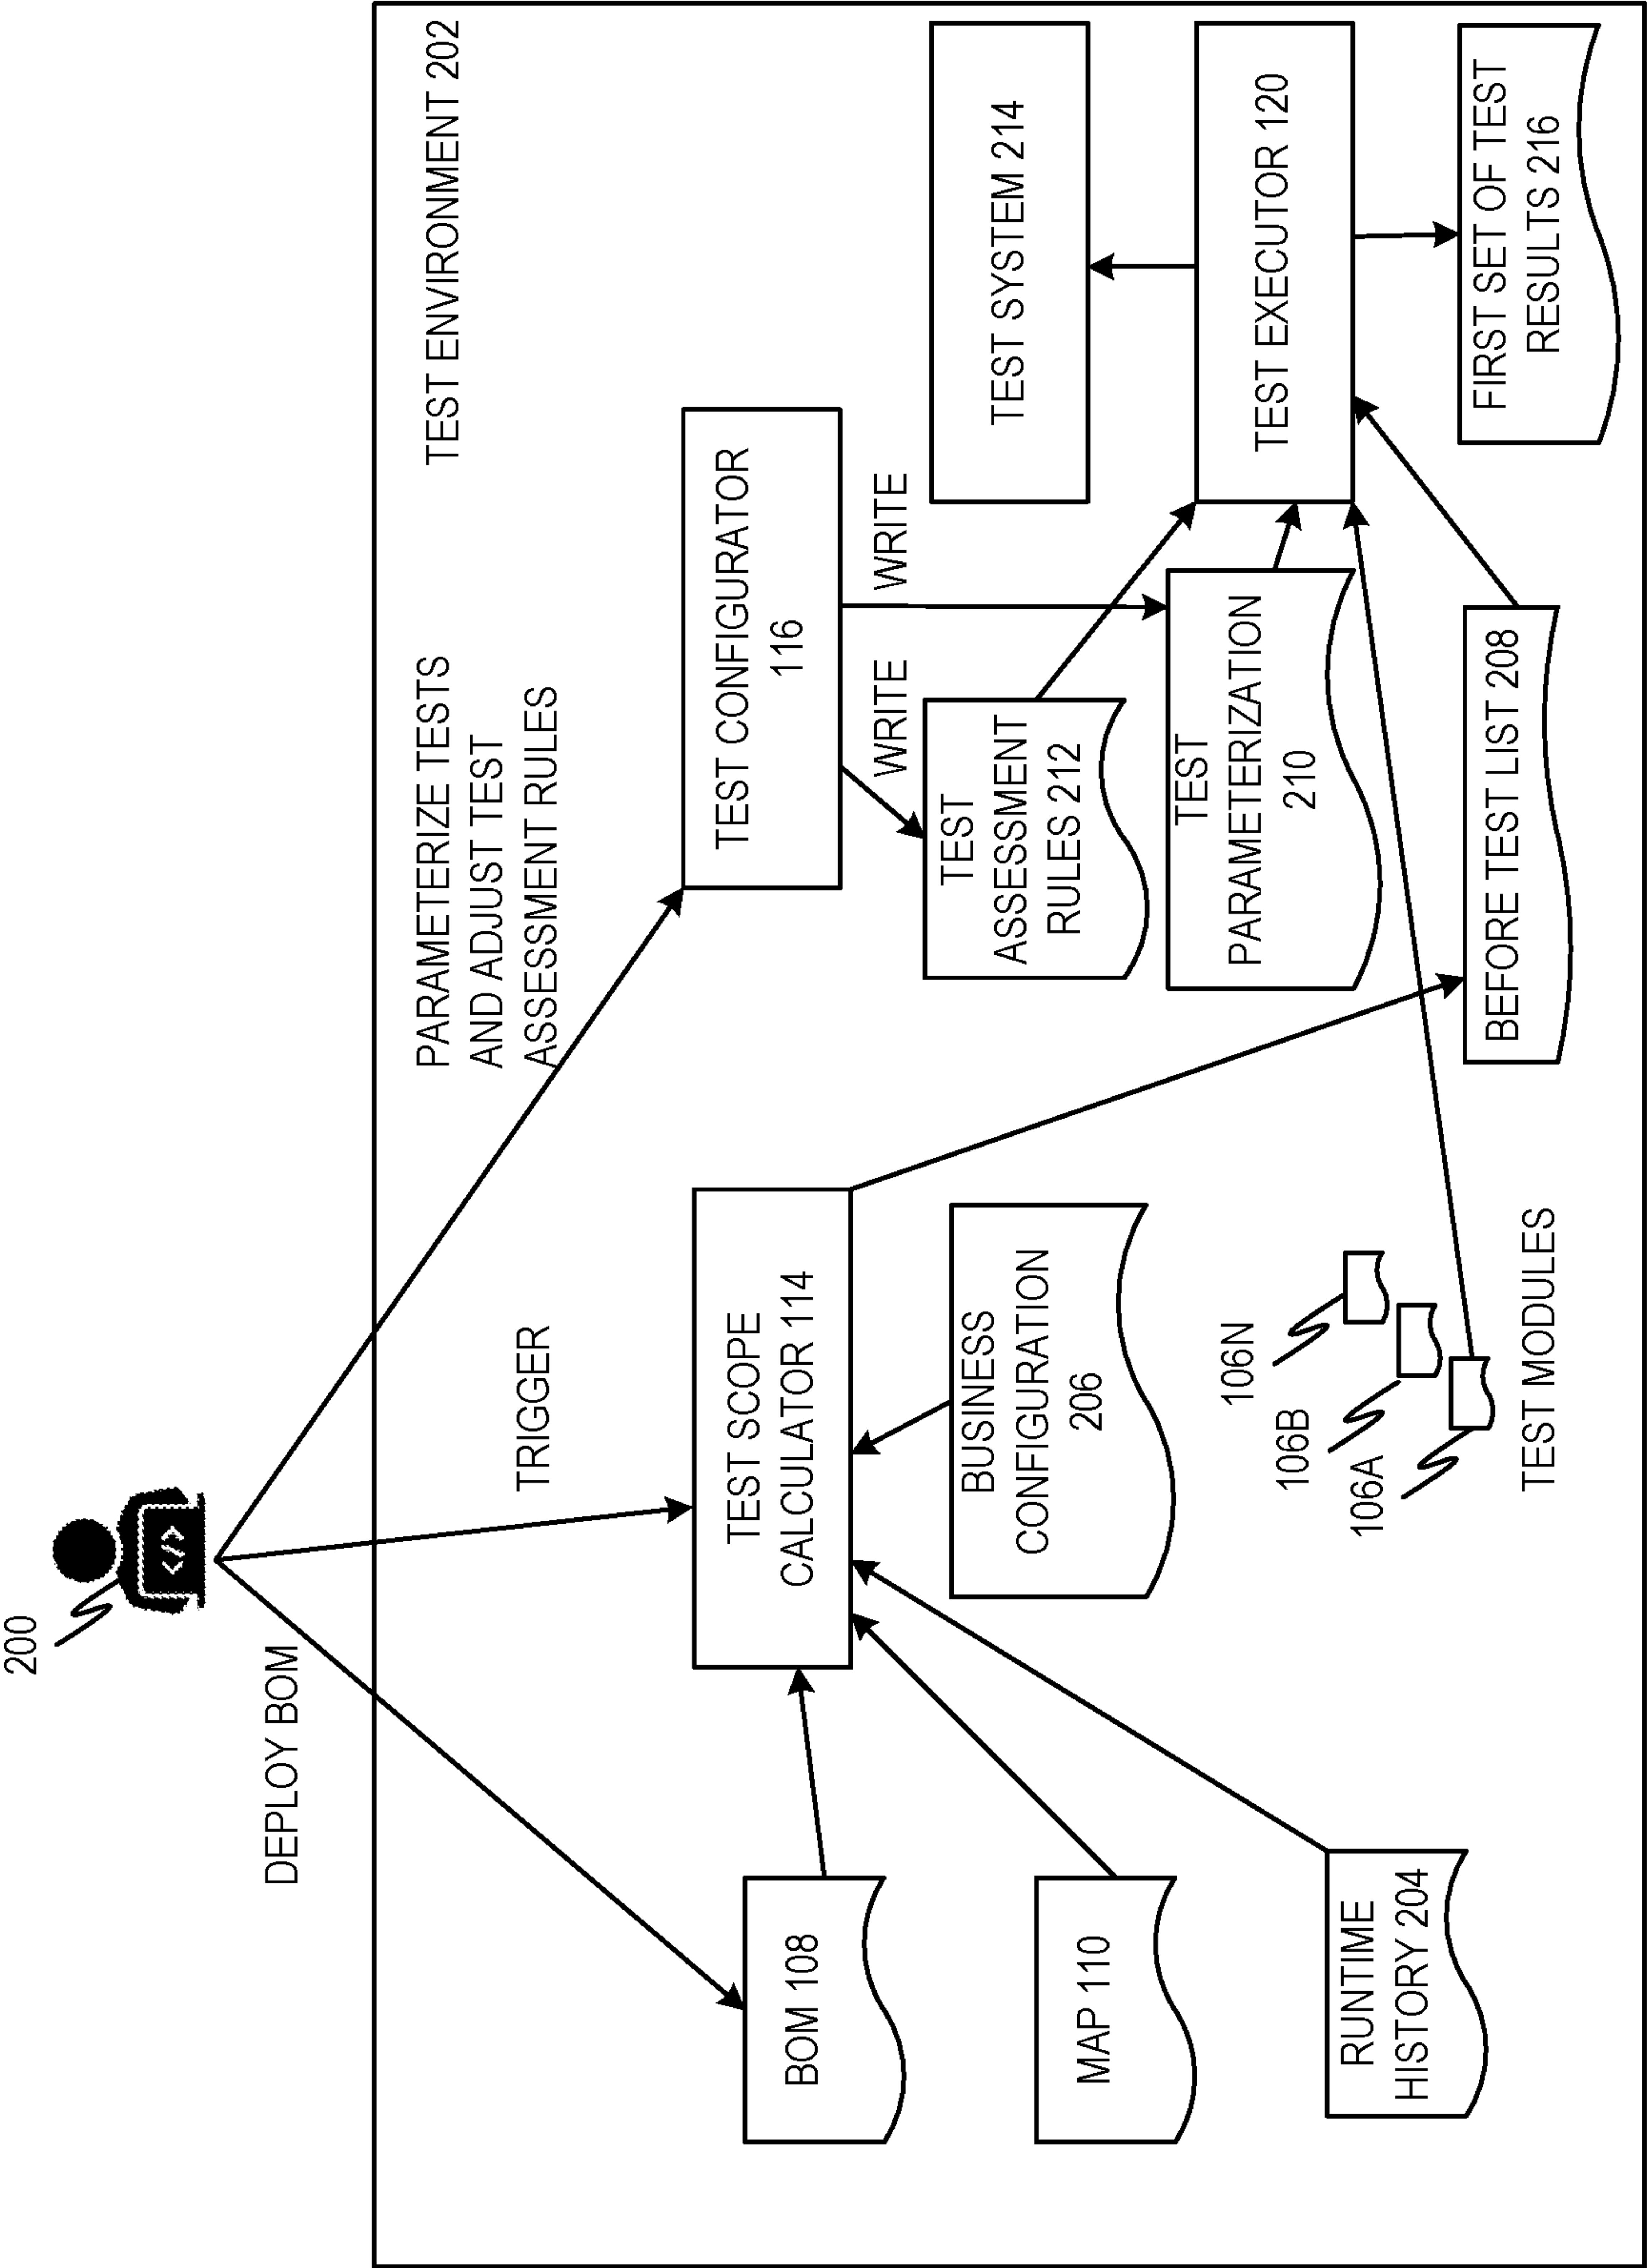 200
DEPLOY BOM
TEST ENVIRONMENT 202
TRIGGER
PARAMETERIZE TESTS
AND ADJUST TEST
ASSESSMENT RULES
BOM 108
TEST SCOPE
CALCULATOR 114
TEST CONFIGURATOR
116
WRITE
WRITE
MAP 110
BUSINESS
CONFIGURATION
206
TEST
ASSESSMENT
RULES 212
TEST SYSTEM 214
TEST
PARAMETERIZATION
210
TEST EXECUTOR 120
RUNTIME
HISTORY 204
106N
106B
106A
TEST MODULES
BEFORE TEST LIST 208
FIRST SET OF TEST
RESULTS 216